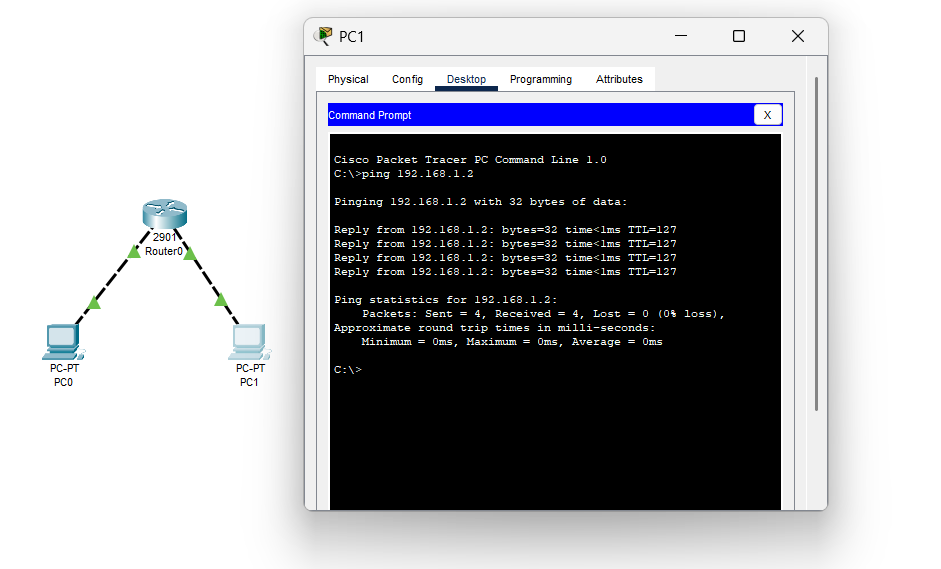 PC1
Physical Config Desktop Programming Attributes
Command Prompt X
Cisco Packet Tracer PC Command Line 1.0
C:\>ping 192.168.1.2
Pinging 192.168.1.2 with 32 bytes of data:
Reply from 192.168.1.2: bytes=32 time<1ms TTL=127
Reply from 192.168.1.2: bytes=32 time<1ms TTL=127
Reply from 192.168.1.2: bytes=32 time<1ms TTL=127
Reply from 192.168.1.2: bytes=32 time<1ms TTL=127
Ping statistics for 192.168.1.2:
Packets: Sent = 4, Received = 4, Lost = 0 (0% loss),
Approximate round trip times in milli-seconds:
Minimum = 0ms, Maximum = 0ms, Average = 0ms
C:\>
2901
Router0
PC-PT
PC0
PC-PT
PC1